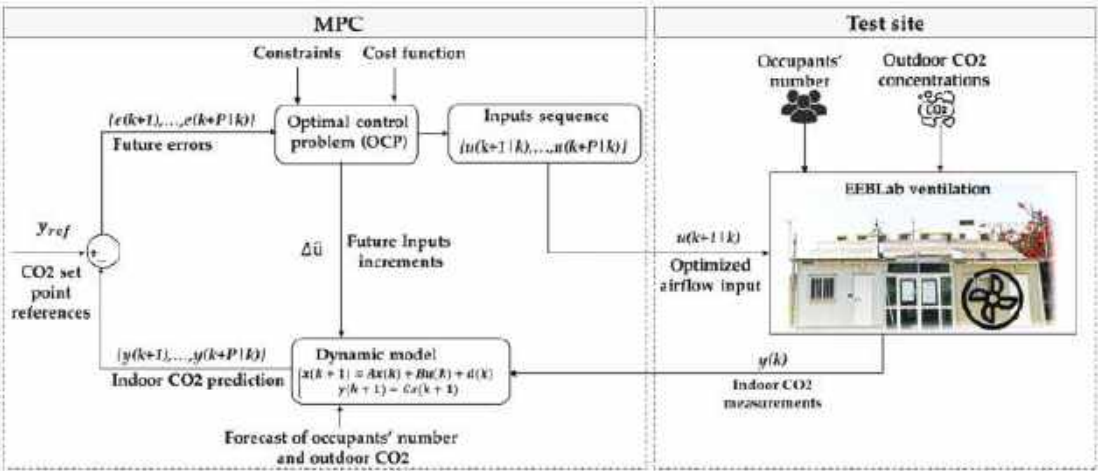 MPC
Test site
Constraints
Cost function
Occupants'
number
Outdoor CO2
concentrations
CO₂
{e(k+1),...,e(k+P|k)}
Future errors
Optimal control
problem (OCP)
Inputs sequence
{u(k+1|k),...,u(k+P|k)}
EEBLab ventilation
y_ref
CO2 set
point
references
+
-
Δū
Future Inputs
increments
u(k+1|k)
Optimized
airflow input
{y(k+1),...,y(k+P|k)}
Indoor CO2 prediction
Dynamic model
{x(k+1) = Ax(k) + Bu(k) + d(k)
y(k+1) = Cx(k+1)
y(k)
Indoor CO2
measurements
Forecast of occupants' number
and outdoor CO2